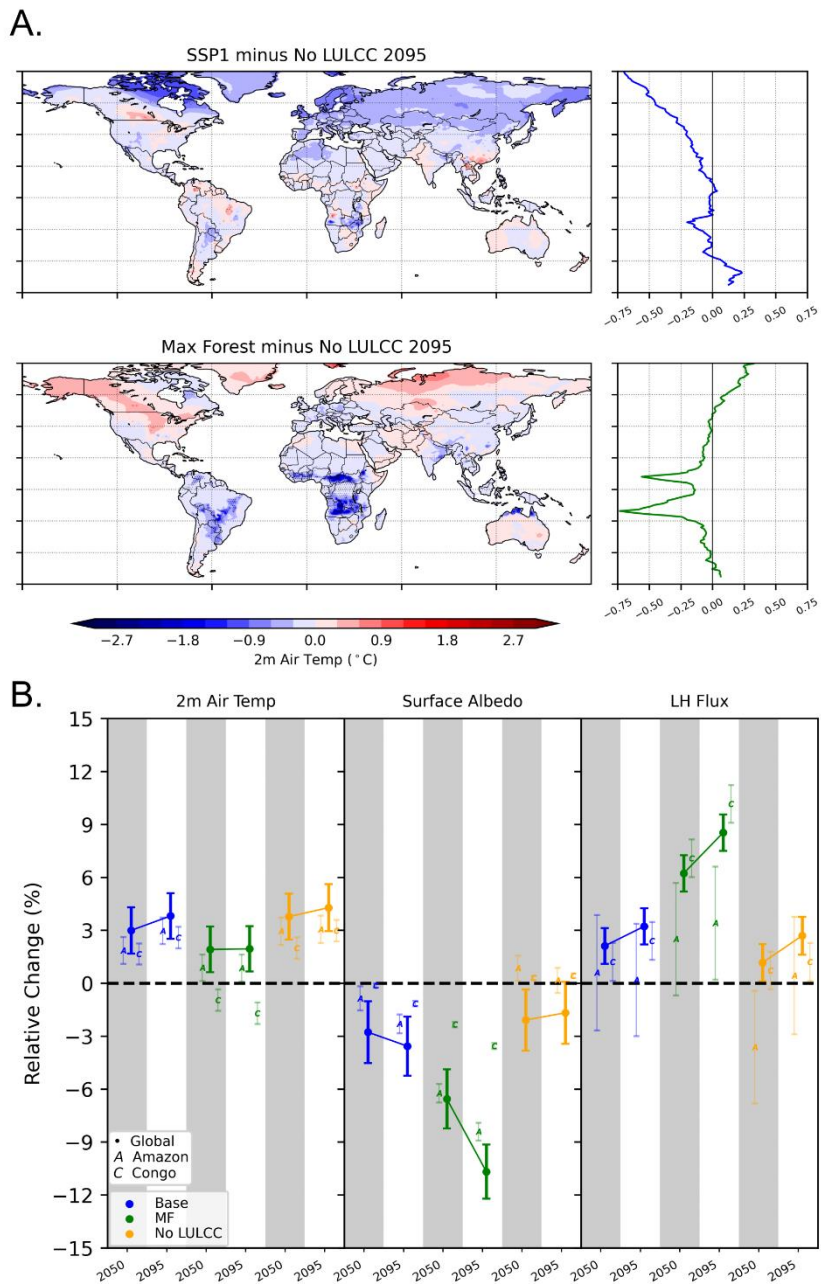 A.
SSP1 minus No LULCC 2095
−0.75 −0.50 −0.25 0.00 0.25 0.50 0.75
Max Forest minus No LULCC 2095
−0.75 −0.50 −0.25 0.00 0.25 0.50 0.75
−2.7 −1.8 −0.9 0.0 0.9 1.8 2.7
2m Air Temp (°C)
B.
2m Air Temp Surface Albedo LH Flux
Relative Change (%)
15
12
9
6
3
0
−3
−6
−9
−12
−15
A C A C A C A C A C A C
A C A C A C A C A C A C
A C A C A C A C A C A C
• Global
A Amazon
C Congo
Base
MF
No LULCC
2050 2095 2050 2095 2050 2095 2050 2095 2050 2095 2050 2095 2050 2095 2050 2095 2050 2095